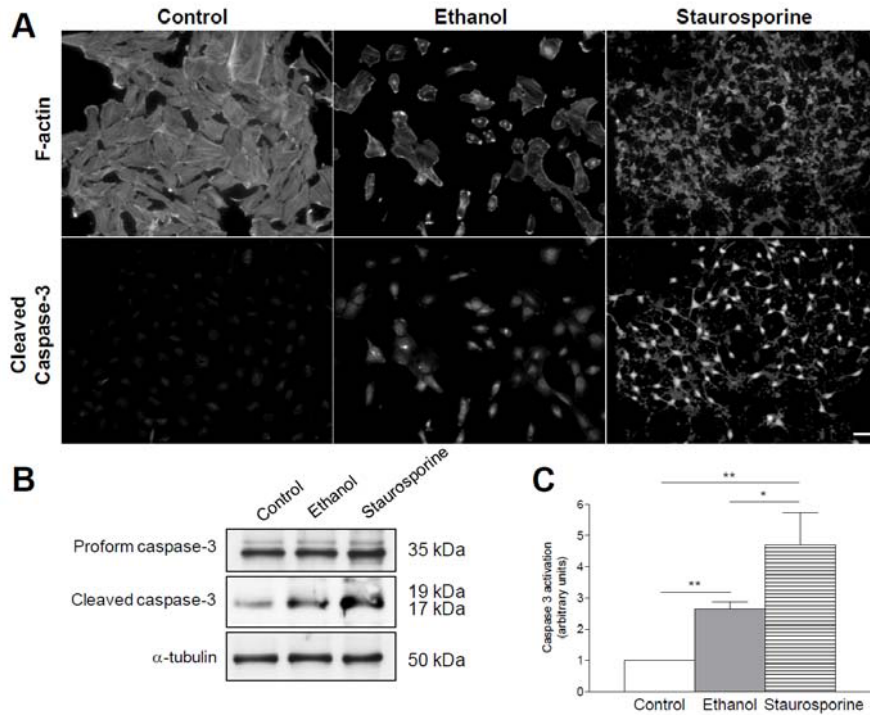 A
Control
Ethanol
Staurosporine
F-actin
Cleaved
Caspase-3
B
Control
Ethanol
Staurosporine
Proform caspase-3
35 kDa
Cleaved caspase-3
19 kDa
17 kDa
α-tubulin
50 kDa
C
**
*
**
Caspase 3 activation
(arbitrary units)
6
5
4
3
2
1
0
Control
Ethanol
Staurosporine